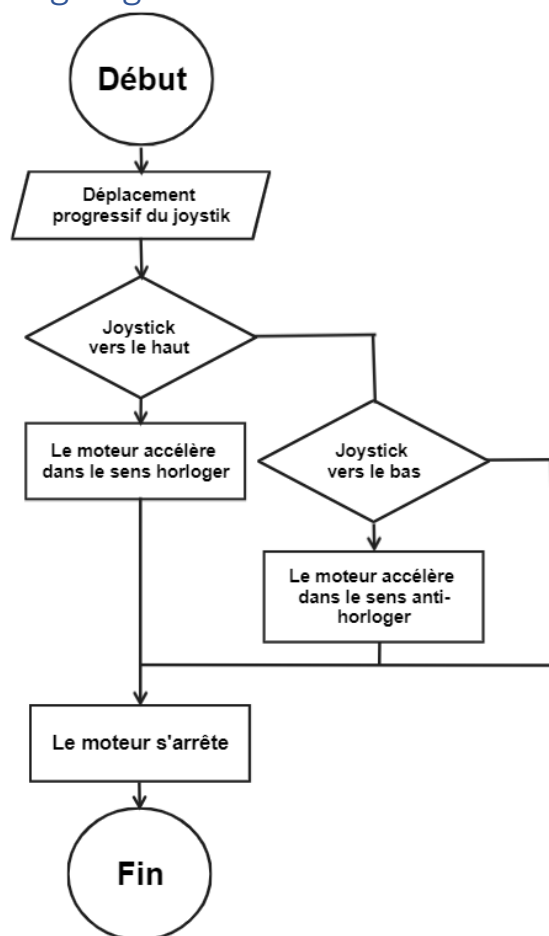 Début
Déplacement
progressif du joystik
Joystick
vers le haut
Le moteur accélère
dans le sens horloger
Joystick
vers le bas
Le moteur accélère
dans le sens anti-
horloger
Le moteur s'arrête
Fin